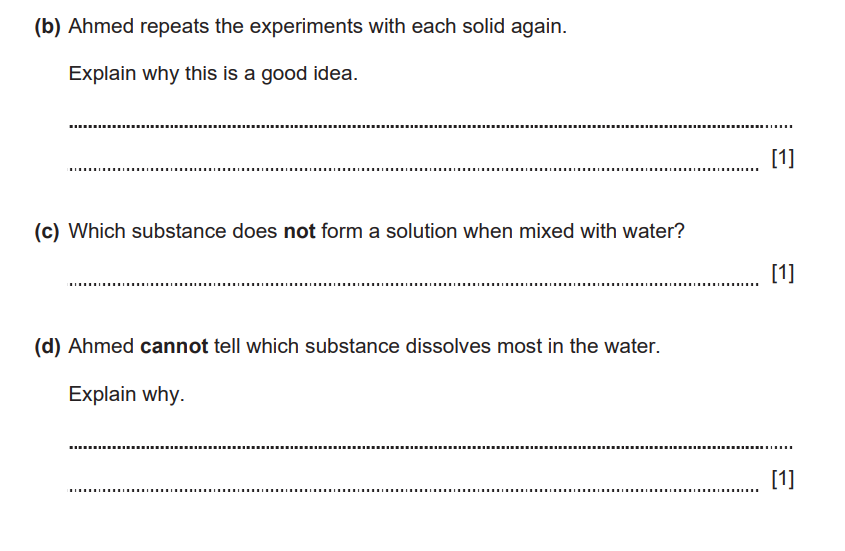 (b) Ahmed repeats the experiments with each solid again.
Explain why this is a good idea.
[1]
(c) Which substance does not form a solution when mixed with water?
[1]
(d) Ahmed cannot tell which substance dissolves most in the water.
Explain why.
[1]